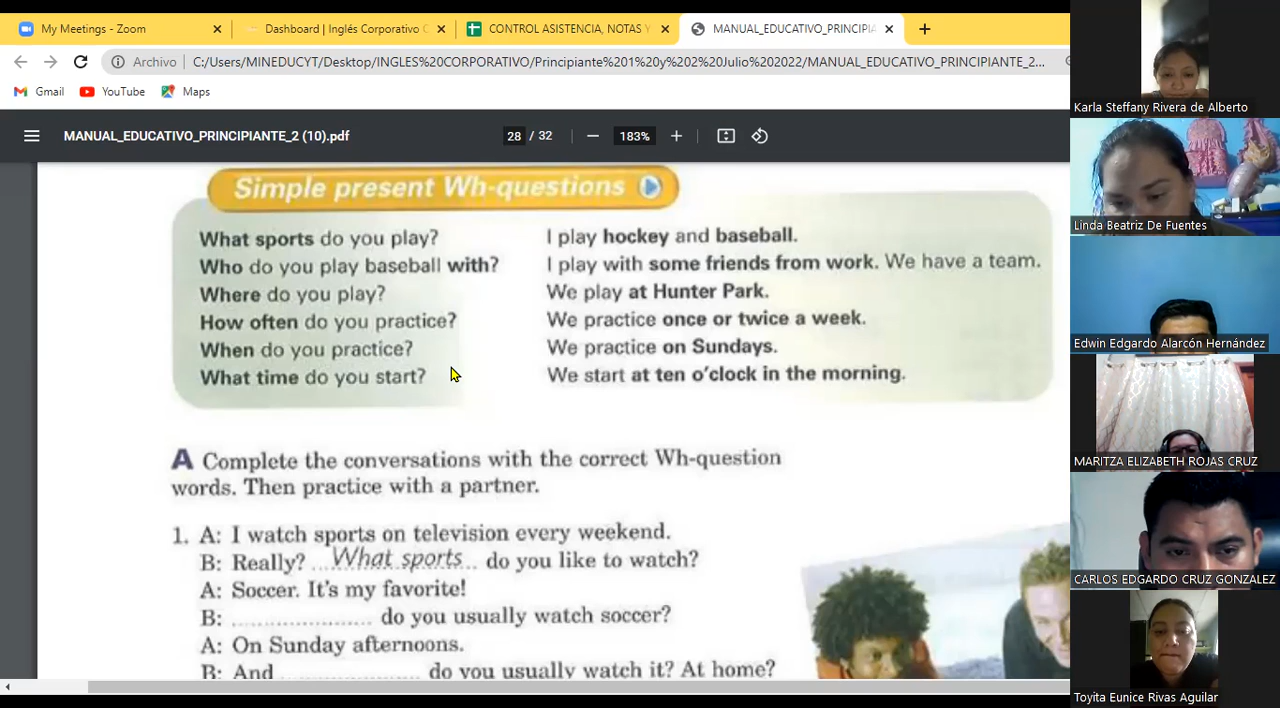 My Meetings - Zoom
Dashboard | Inglés Corporativo C
CONTROL ASISTENCIA, NOTAS Y
MANUAL_EDUCATIVO_PRINCIPIA
Archivo
C:/Users/MINEDUCYT/Desktop/INGLES%20CORPORATIVO/Principiante%201%20y%202%20Julio%202022/MANUAL_EDUCATIVO_PRINCIPIANTE_2...
Gmail
YouTube
Maps
MANUAL_EDUCATIVO_PRINCIPIANTE_2 (10).pdf
28 / 32
183%
Simple present Wh-questions
What sports do you play? I play hockey and baseball.
Who do you play baseball with? I play with some friends from work. We have a team.
Where do you play? We play at Hunter Park.
How often do you practice? We practice once or twice a week.
When do you practice? We practice on Sundays.
What time do you start? We start at ten o'clock in the morning.
A Complete the conversations with the correct Wh-question
words. Then practice with a partner.
1. A: I watch sports on television every weekend.
B: Really? What sports do you like to watch?
A: Soccer. It's my favorite!
B: .................... do you usually watch soccer?
A: On Sunday afternoons.
B: And .................... do you usually watch it? At home?
Karla Steffany Rivera de Alberto
Linda Beatriz De Fuentes
Edwin Edgardo Alarcón Hernández
MARITZA ELIZABETH ROJAS CRUZ
CARLOS EDGARDO CRUZ GONZALEZ
Toyita Eunice Rivas Aguilar